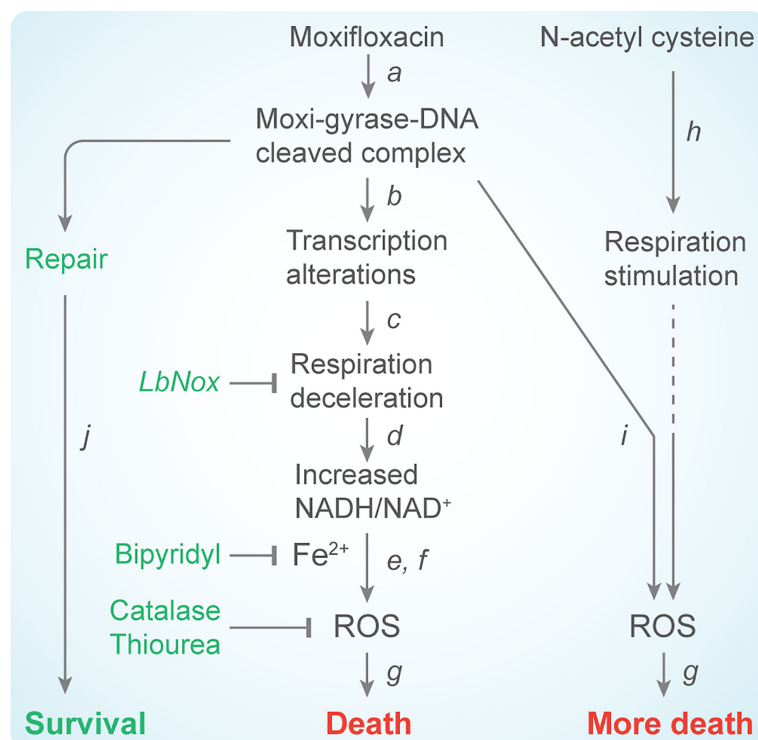 Moxifloxacin
N-acetyl cysteine
a
Moxi-gyrase-DNA
cleaved complex
h
b
Transcription
alterations
Respiration
stimulation
Repair
c
LbNox
Respiration
deceleration
j
d
i
Increased
NADH/NAD⁺
Bipyridyl
Fe²⁺
e, f
Catalase
Thiourea
ROS
ROS
g
g
Survival
Death
More death